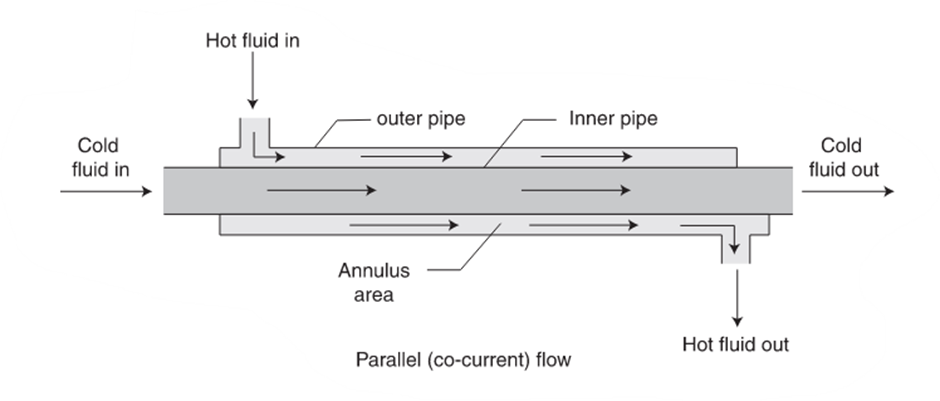 Hot fluid in
outer pipe
Inner pipe
Cold
fluid in
Cold
fluid out
Annulus
area
Hot fluid out
Parallel (co-current) flow